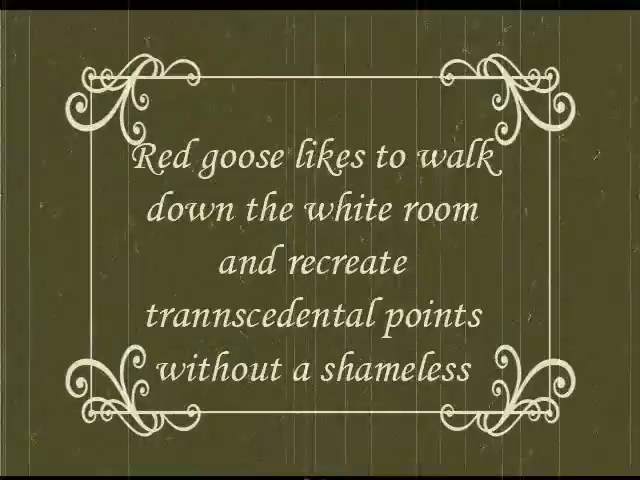 Red goose likes to walk
down the white room
and recreate
trannscedental points
without a shameless